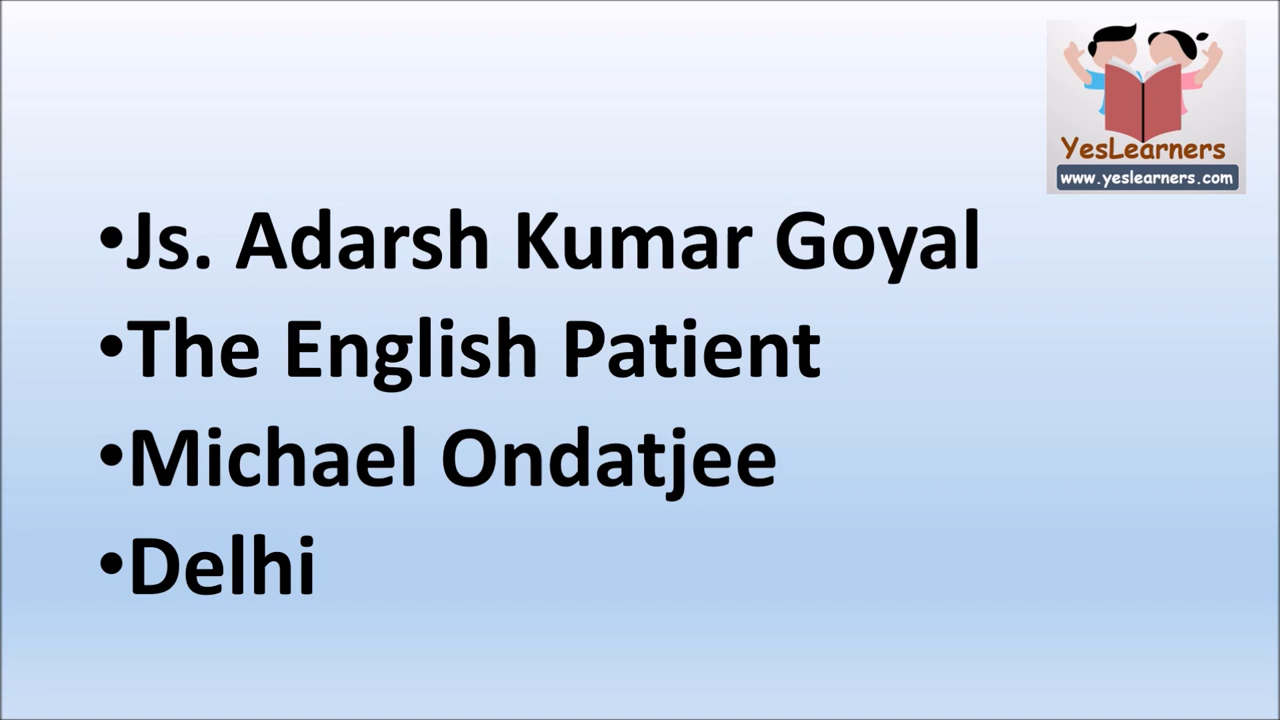 YesLearners
www.yeslearners.com
•Js. Adarsh Kumar Goyal
•The English Patient
•Michael Ondatjee
•Delhi